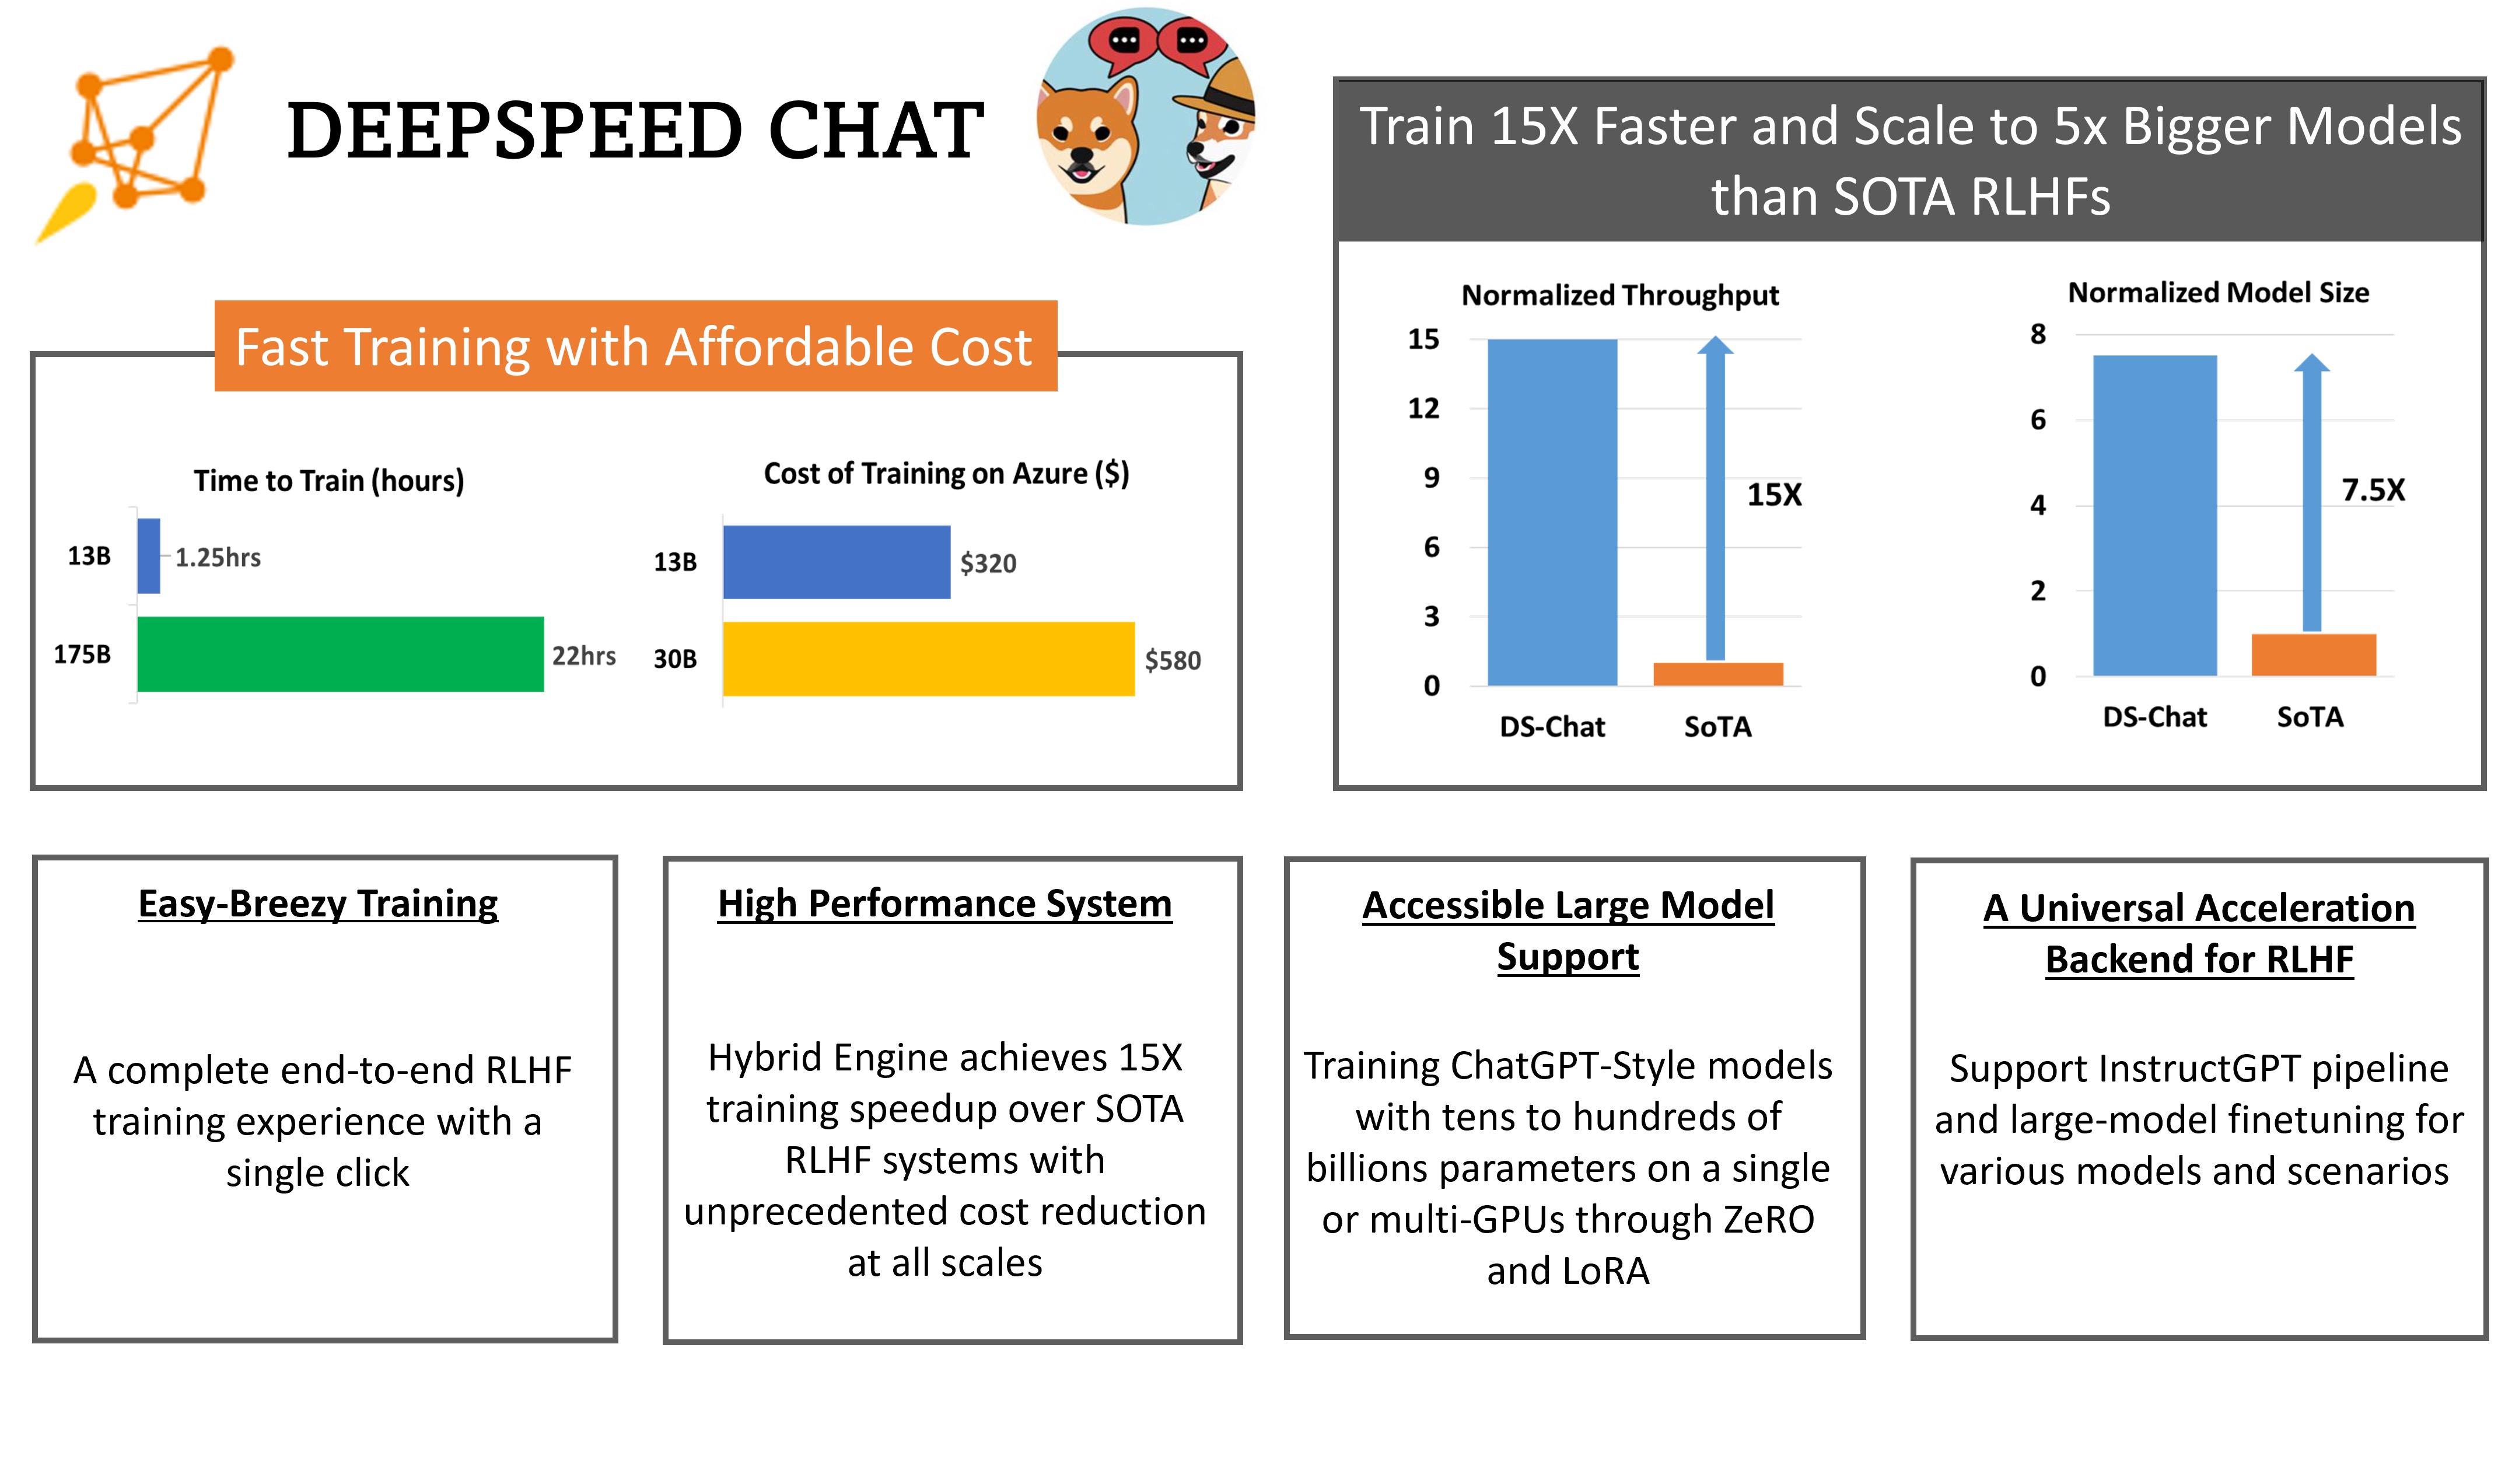 DEEPSPEED CHAT
Train 15X Faster and Scale to 5x Bigger Models
than SOTA RLHFs
Fast Training with Affordable Cost
Time to Train (hours)
13B
1.25hrs
175B
22hrs
Cost of Training on Azure ($)
13B
$320
30B
$580
Normalized Throughput
15
12
9
6
3
0
15X
DS-Chat
SoTA
Normalized Model Size
8
6
4
2
0
7.5X
DS-Chat
SoTA
Easy-Breezy Training
A complete end-to-end RLHF
training experience with a
single click
High Performance System
Hybrid Engine achieves 15X
training speedup over SOTA
RLHF systems with
unprecedented cost reduction
at all scales
Accessible Large Model
Support
Training ChatGPT-Style models
with tens to hundreds of
billions parameters on a single
or multi-GPUs through ZeRO
and LoRA
A Universal Acceleration
Backend for RLHF
Support InstructGPT pipeline
and large-model finetuning for
various models and scenarios